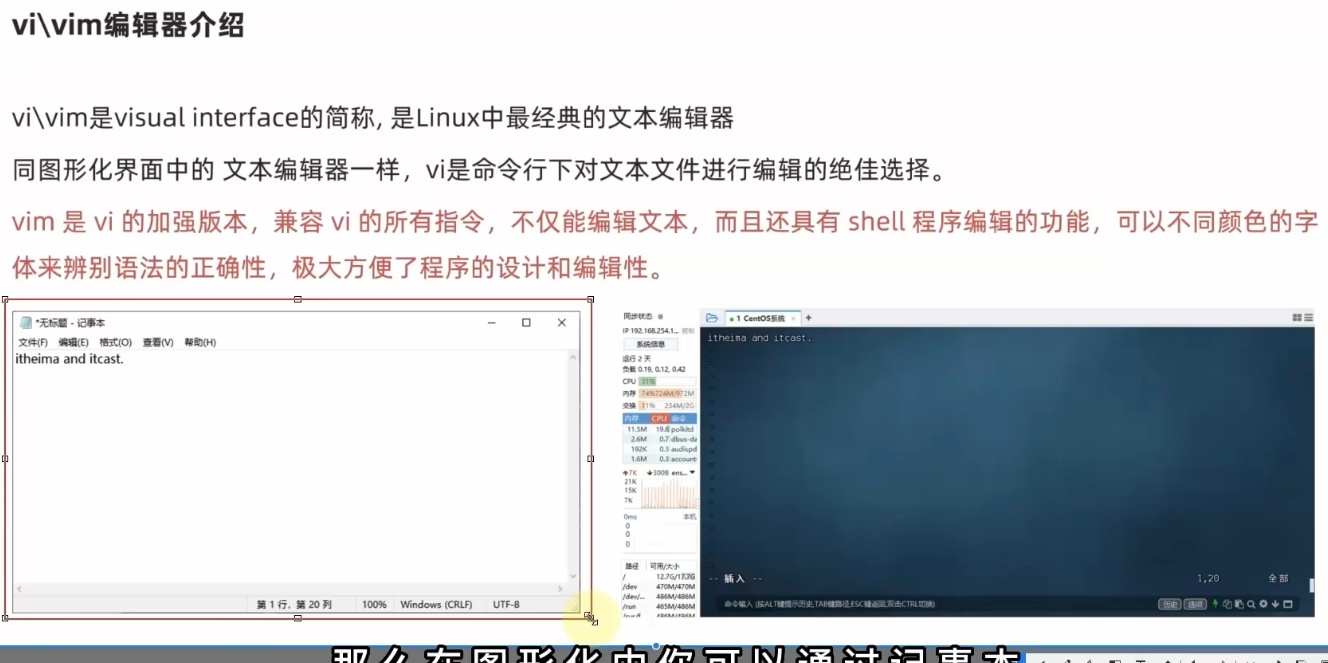 vi\vim编辑器介绍
vi\vim是visual interface的简称, 是Linux中最经典的文本编辑器
同图形化界面中的 文本编辑器一样，vi是命令行下对文本文件进行编辑的绝佳选择。
vim 是 vi 的加强版本，兼容 vi 的所有指令，不仅能编辑文本，而且还具有 shell 程序编辑的功能，可以不同颜色的字
体来辨别语法的正确性，极大方便了程序的设计和编辑性。
*无标题 - 记事本
文件(F) 编辑(E) 格式(O) 查看(V) 帮助(H)
itheima and itcast.
第 1 行，第 20 列 100% Windows (CRLF) UTF-8
同步状态
IP 192.168.254.1...
系统信息
运行 2 天
负载 0.19, 0.12, 0.42
CPU 31%
内存 74% 724M/972M
交换 11% 234M/2G
内存 CPU 命令
11.5M 19.8 polkitd
2.6M 0.7 dbus-da
192K 0.3 audispd
1.6M 0.3 account
7K 300B ens...
21K
15K
7K
0ms 本机
0
0
0
路径 可用/大小
/ 12.7G/17.7G
/dev 470M/470M
/dev/... 486M/486M
/run 465M/486M
1 CentOS系统
itheima and itcast.
-- 插入 --
1,20 全部
命令输入 (按ALT键提示历史,TAB键路径,ESC键返回,双击CTRL切换)
历史 选项
那么在图形化中你可以通过记事本